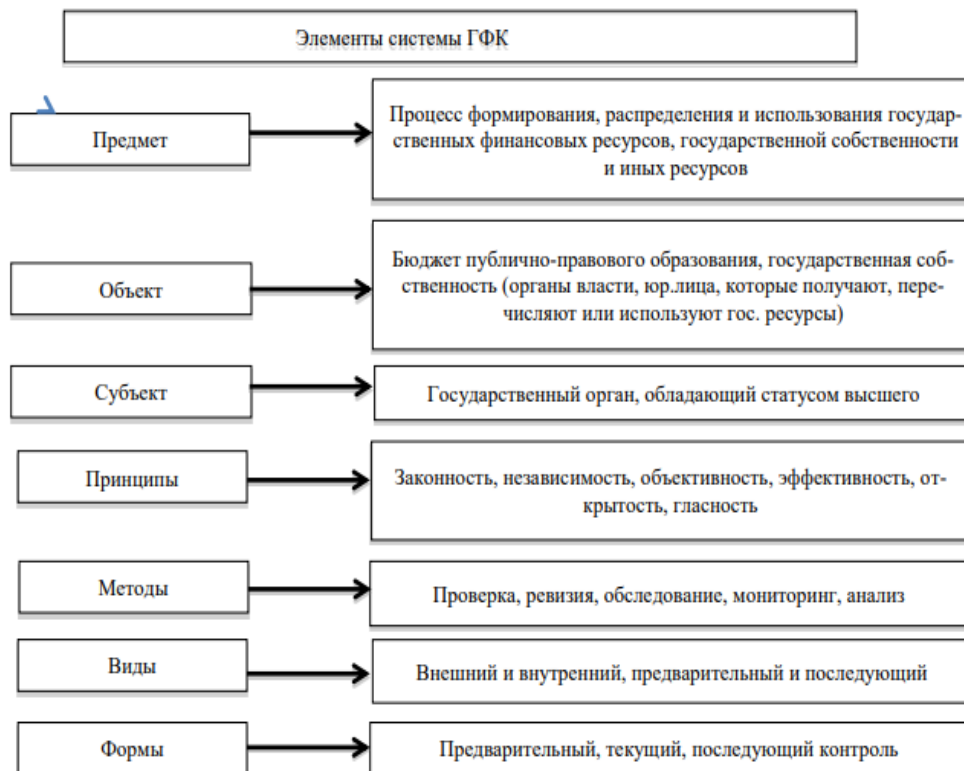 Элементы системы ГФК
Предмет
Процесс формирования, распределения и использования государ-
ственных финансовых ресурсов, государственной собственности
и иных ресурсов
Объект
Бюджет публично-правового образования, государственная соб-
ственность (органы власти, юр.лица, которые получают, пере-
числяют или используют гос. ресурсы)
Субъект
Государственный орган, обладающий статусом высшего
Принципы
Законность, независимость, объективность, эффективность, от-
крытость, гласность
Методы
Проверка, ревизия, обследование, мониторинг, анализ
Виды
Внешний и внутренний, предварительный и последующий
Формы
Предварительный, текущий, последующий контроль